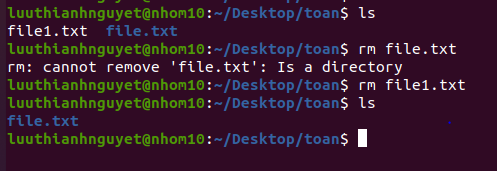 luuthianhnguyet@nhom10:~/Desktop/toan$ ls
file1.txt  file.txt
luuthianhnguyet@nhom10:~/Desktop/toan$ rm file.txt
rm: cannot remove 'file.txt': Is a directory
luuthianhnguyet@nhom10:~/Desktop/toan$ rm file1.txt
luuthianhnguyet@nhom10:~/Desktop/toan$ ls
file.txt
luuthianhnguyet@nhom10:~/Desktop/toan$